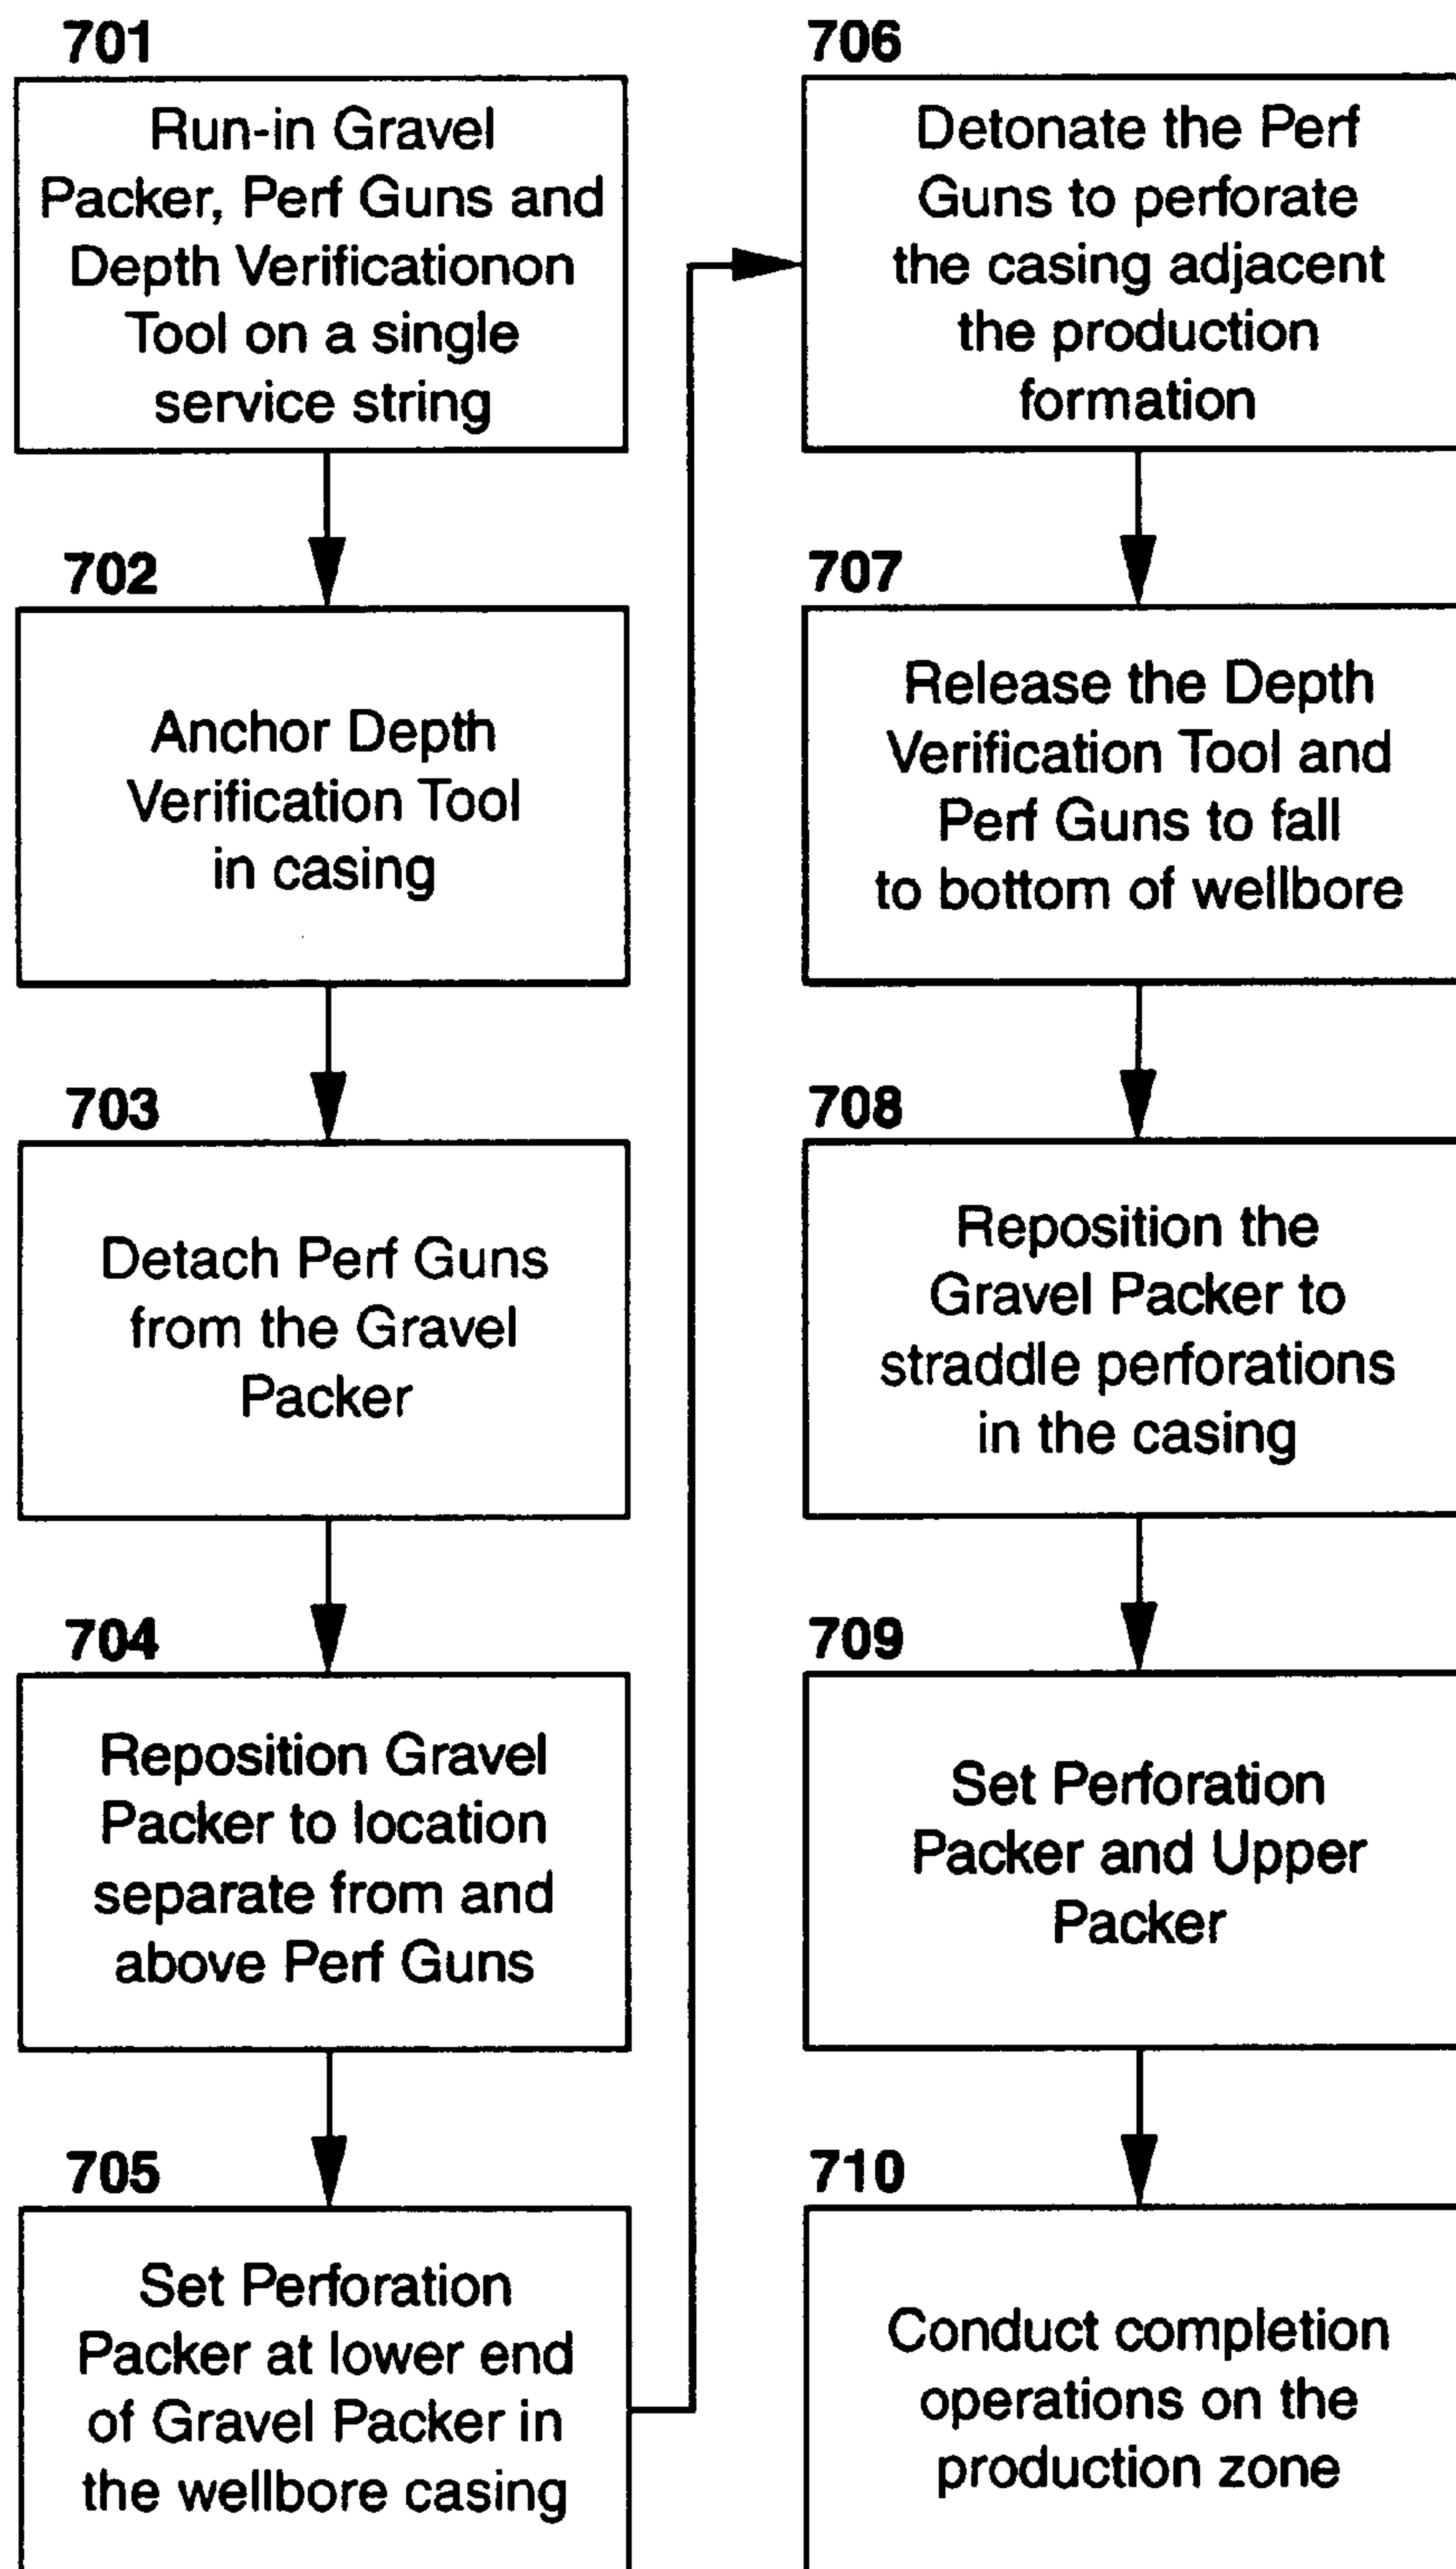 701
Run-in Gravel
Packer, Perf Guns and
Depth Verificationon
Tool on a single
service string
702
Anchor Depth
Verification Tool
in casing
703
Detach Perf Guns
from the Gravel
Packer
704
Reposition Gravel
Packer to location
separate from and
above Perf Guns
705
Set Perforation
Packer at lower end
of Gravel Packer in
the wellbore casing
706
Detonate the Perf
Guns to perforate
the casing adjacent
the production
formation
707
Release the Depth
Verification Tool and
Perf Guns to fall
to bottom of wellbore
708
Reposition the
Gravel Packer to
straddle perforations
in the casing
709
Set Perforation
Packer and Upper
Packer
710
Conduct completion
operations on the
production zone